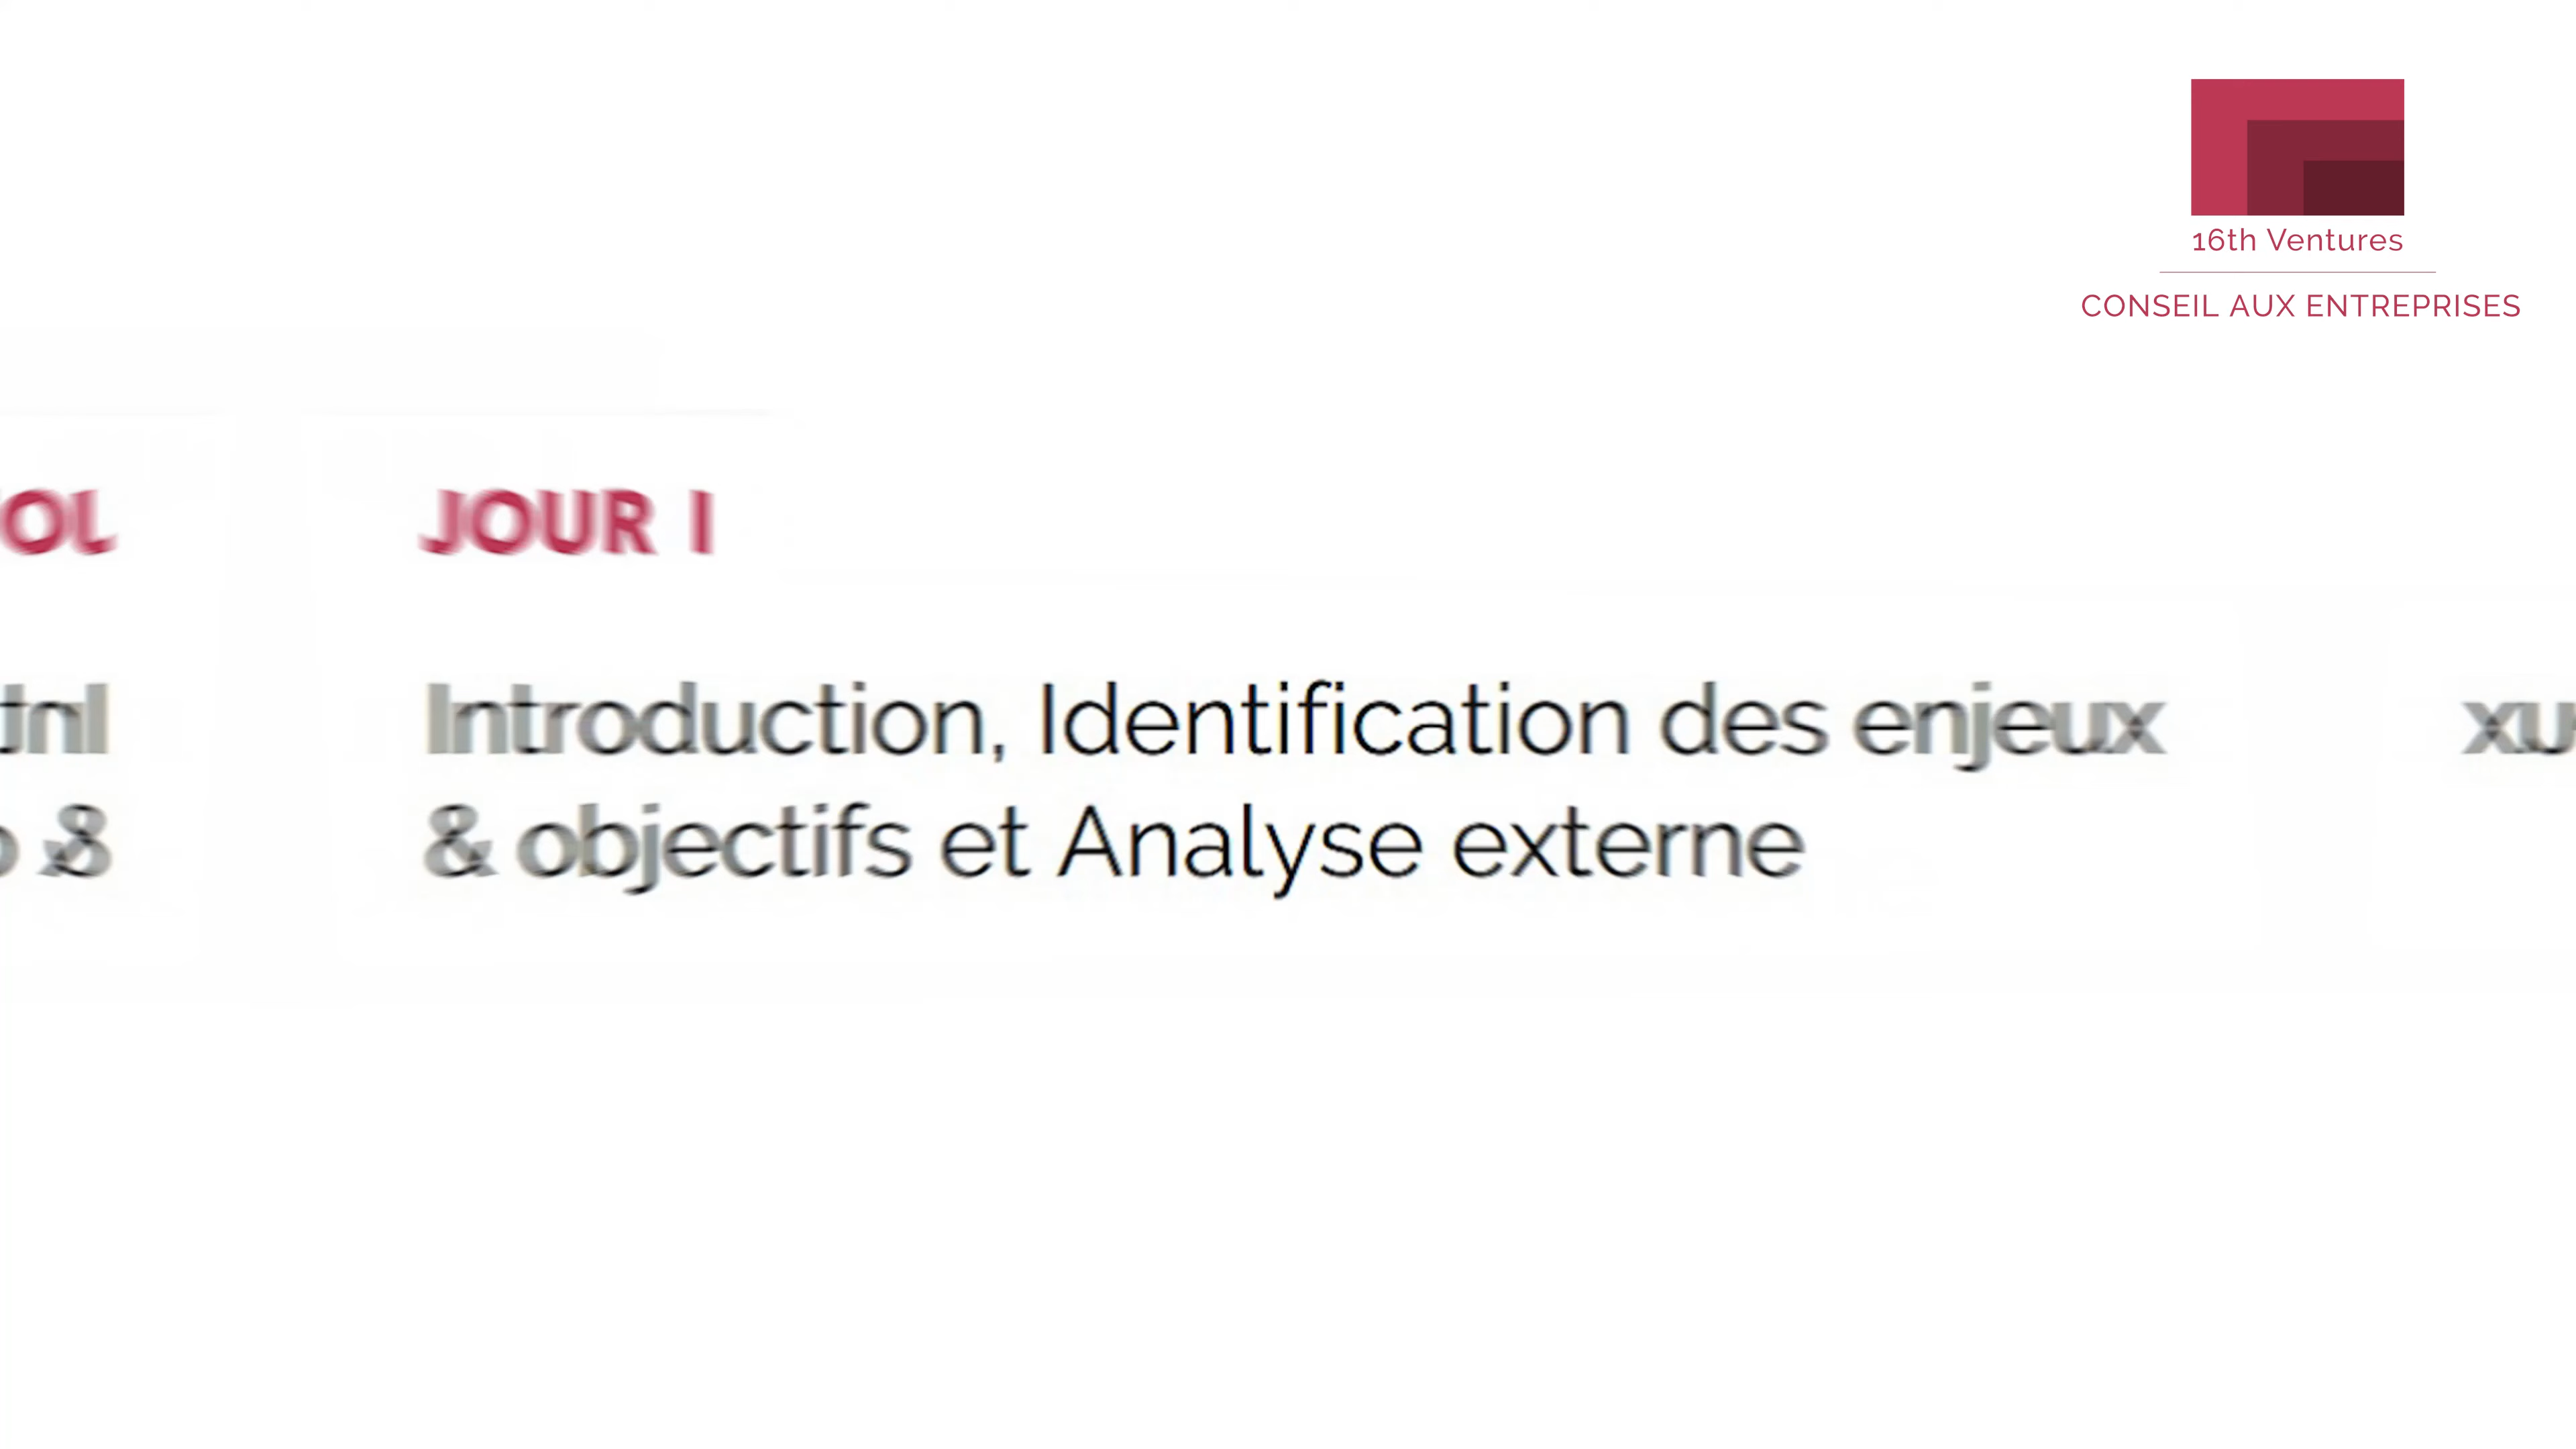 16th Ventures
CONSEIL AUX ENTREPRISES
JOUR I
Introduction, Identification des enjeux
& objectifs et Analyse externe